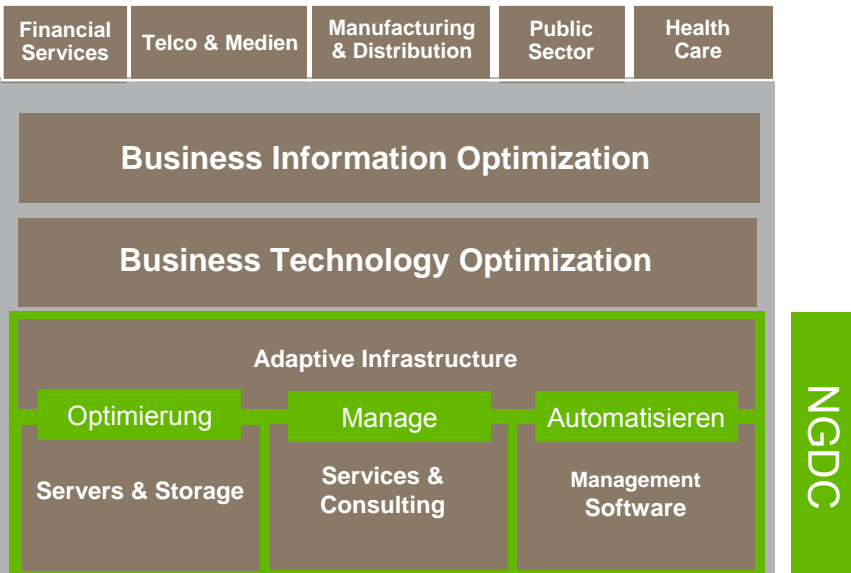 Financial
Services
Telco & Medien
Manufacturing
& Distribution
Public
Sector
Health
Care
Business Information Optimization
Business Technology Optimization
Adaptive Infrastructure
Optimierung
Manage
Automatisieren
Servers & Storage
Services &
Consulting
Management
Software
NGDC